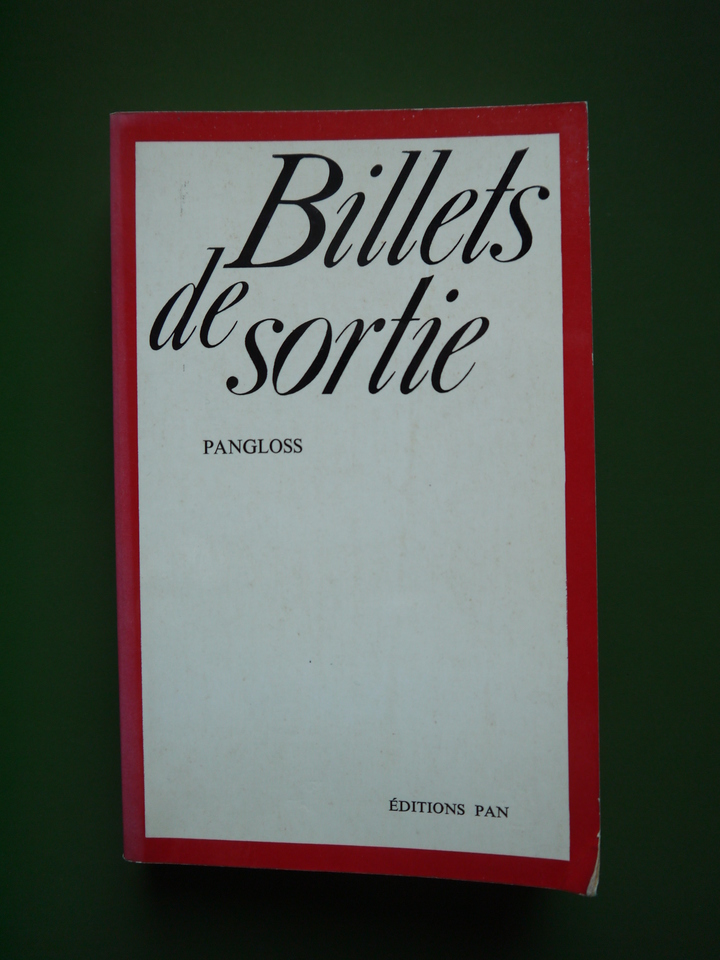 Billets
de sortie
PANGLOSS
ÉDITIONS PAN